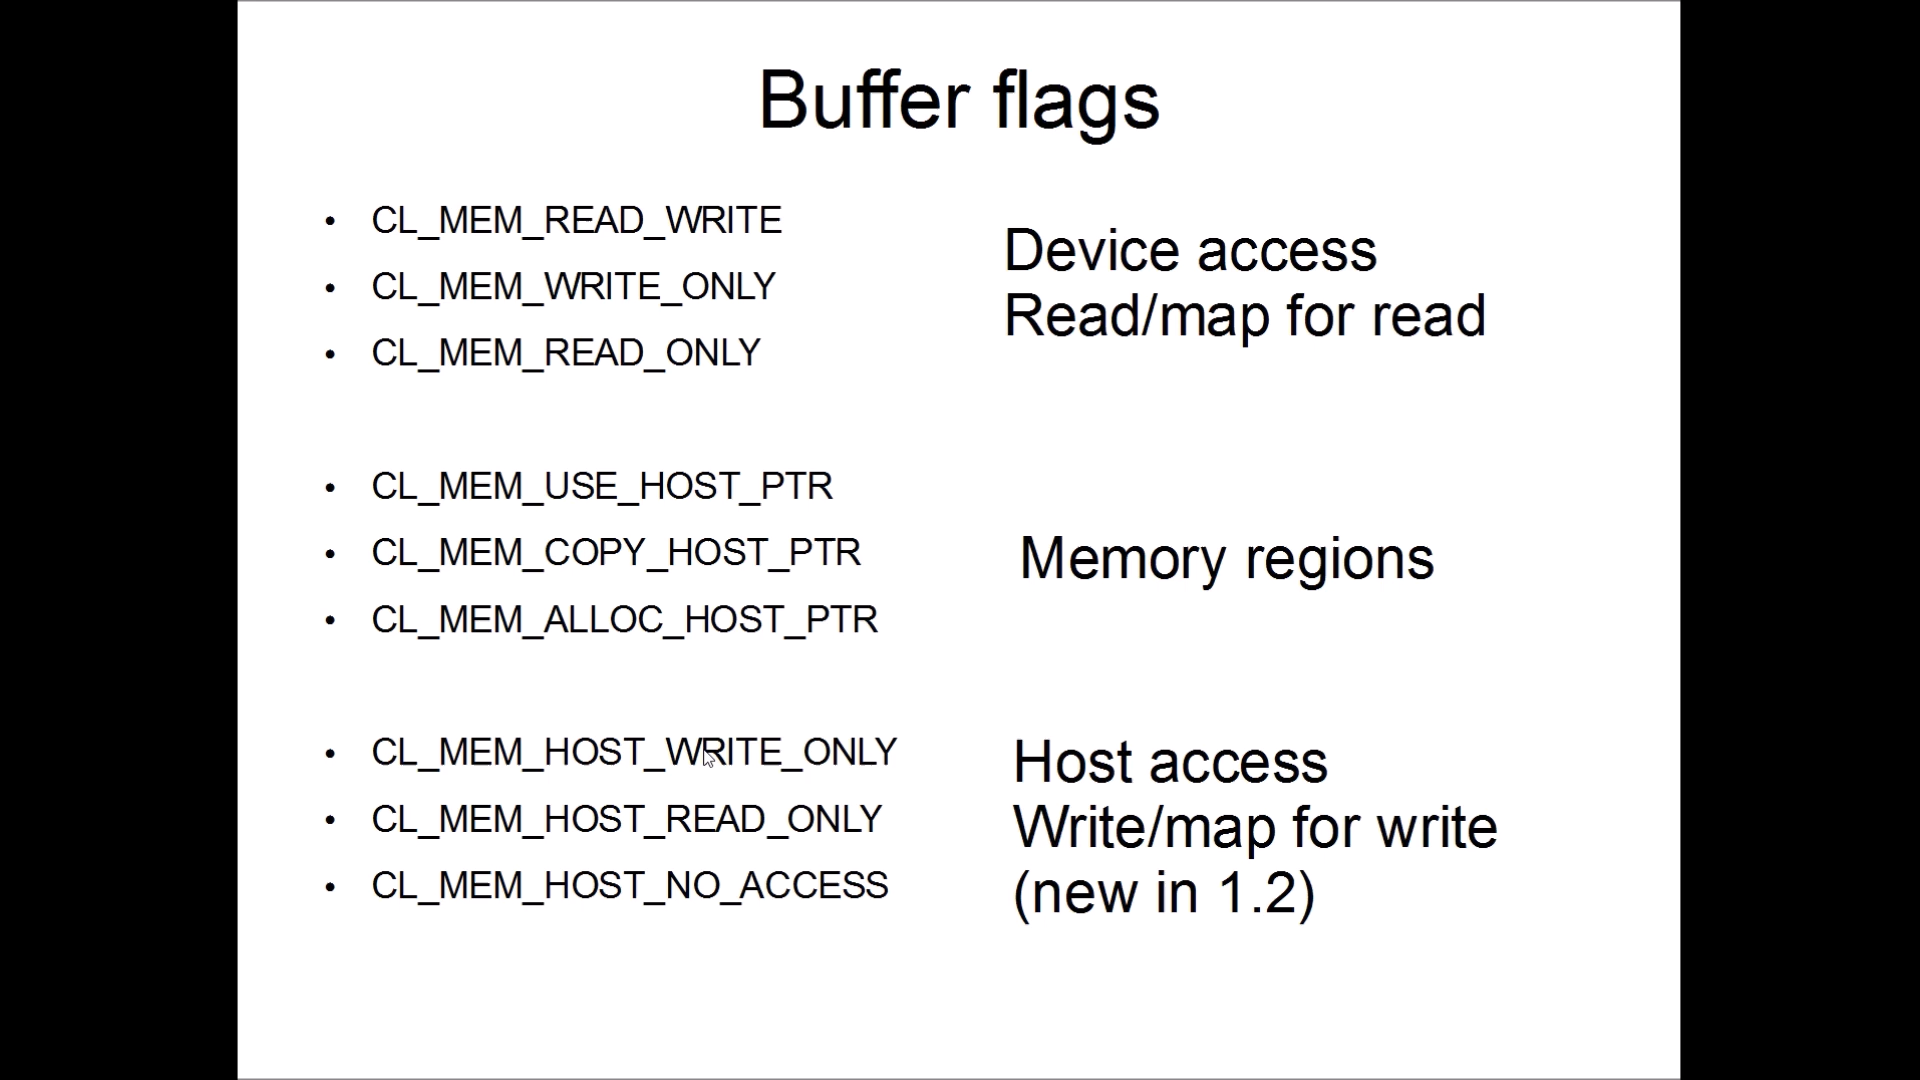 Buffer flags
• CL_MEM_READ_WRITE
• CL_MEM_WRITE_ONLY
• CL_MEM_READ_ONLY
Device access
Read/map for read
• CL_MEM_USE_HOST_PTR
• CL_MEM_COPY_HOST_PTR
• CL_MEM_ALLOC_HOST_PTR
Memory regions
• CL_MEM_HOST_WRITE_ONLY
• CL_MEM_HOST_READ_ONLY
• CL_MEM_HOST_NO_ACCESS
Host access
Write/map for write
(new in 1.2)